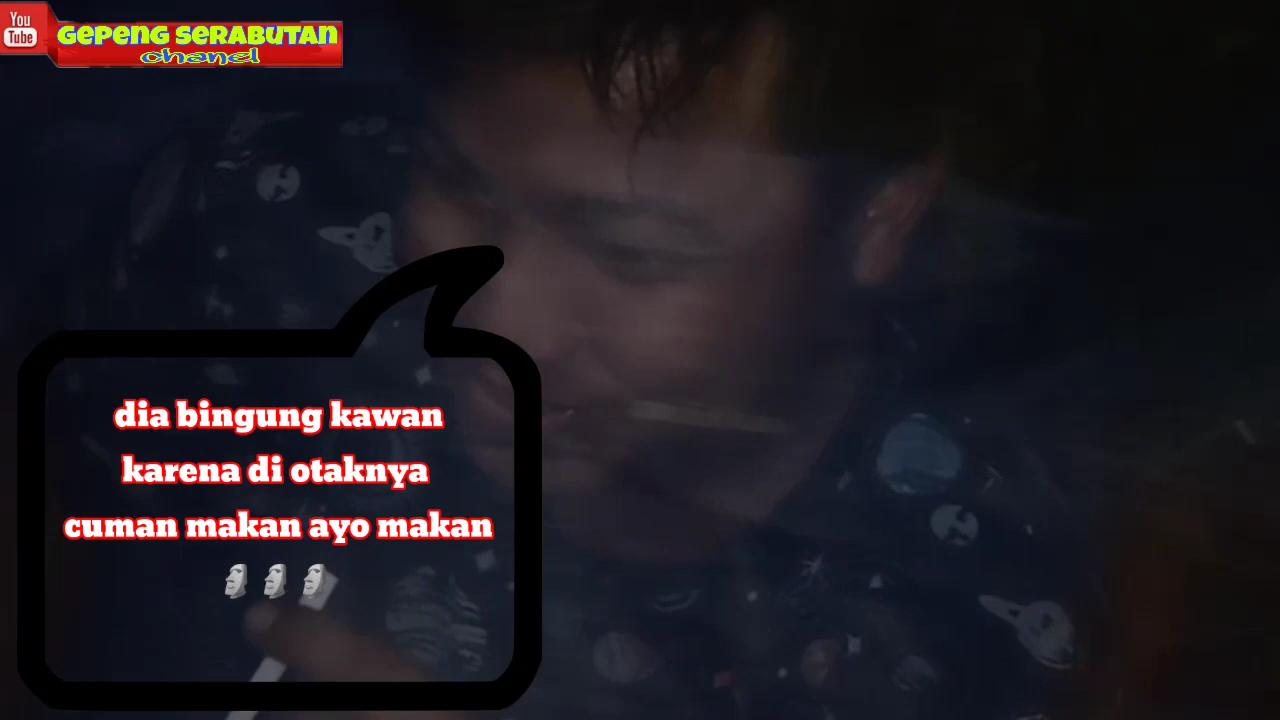 You
Tube
GEPENG SERABUTAN
chanel
dia bingung kawan
karena di otaknya
cuman makan ayo makan
🗿🗿🗿